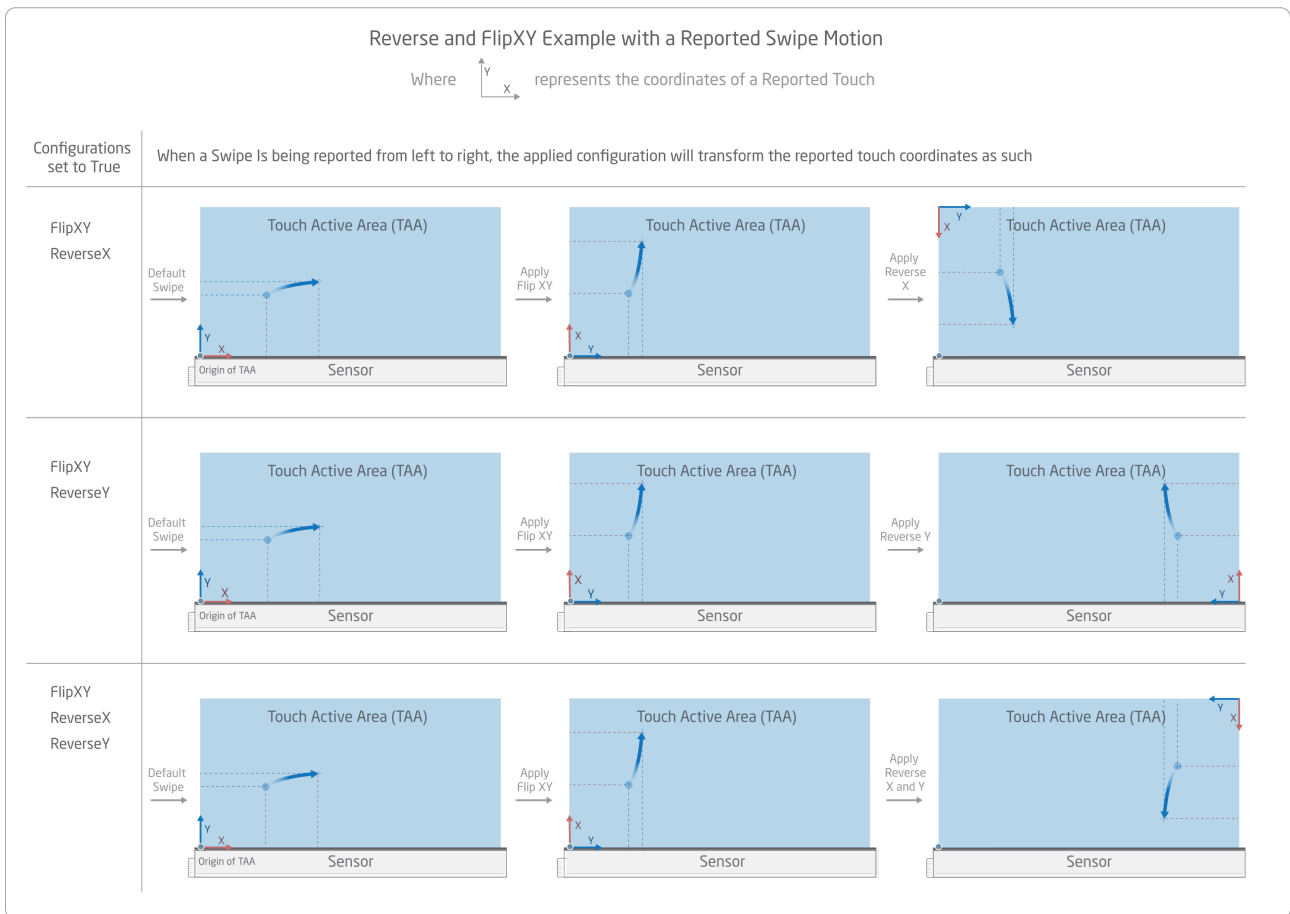 Reverse and FlipXY Example with a Reported Swipe Motion
Where Y X represents the coordinates of a Reported Touch
Configurations
set to True
When a Swipe Is being reported from left to right, the applied configuration will transform the reported touch coordinates as such
FlipXY
ReverseX
Default
Swipe
Touch Active Area (TAA)
Y
X
Origin of TAA
Sensor
Apply
Flip XY
Touch Active Area (TAA)
X
Y
Sensor
Apply
Reverse
X
Y
X
Touch Active Area (TAA)
Sensor
FlipXY
ReverseY
Default
Swipe
Touch Active Area (TAA)
Y
X
Origin of TAA
Sensor
Apply
Flip XY
Touch Active Area (TAA)
X
Y
Sensor
Apply
Reverse Y
Touch Active Area (TAA)
X
Y
Sensor
FlipXY
ReverseX
ReverseY
Default
Swipe
Touch Active Area (TAA)
Y
X
Origin of TAA
Sensor
Apply
Flip XY
Touch Active Area (TAA)
X
Y
Sensor
Apply
Reverse
X and Y
Touch Active Area (TAA)
Y
X
Sensor